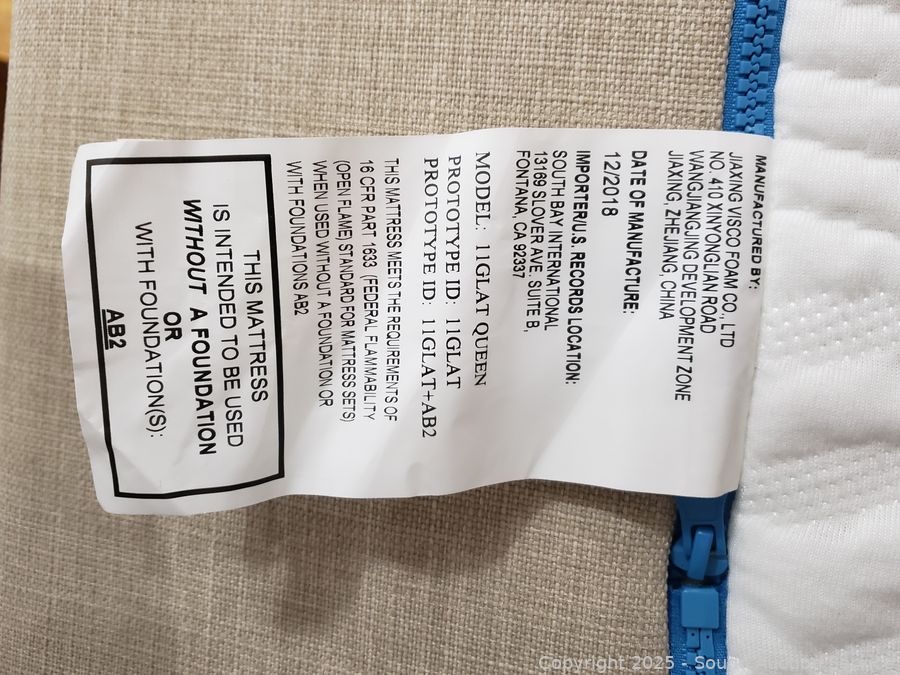 MANUFACTURED BY:
JIAXING VISCO FOAM CO., LTD
NO. 410 XINYONGLIAN ROAD
WANGJIANGJING DEVELOPMENT ZONE
JIAXING, ZHEJIANG, CHINA
DATE OF MANUFACTURE:
12/2018
IMPORTER/U.S. RECORDS LOCATION:
SOUTH BAY INTERNATIONAL
13169 SLOVER AVE, SUITE B,
FONTANA, CA 92337
MODEL: 11GLAT QUEEN
PROTOTYPE ID: 11GLAT
PROTOTYPE ID: 11GLAT+AB2
THIS MATTRESS MEETS THE REQUIREMENTS OF
16 CFR PART 1633 (FEDERAL FLAMMABILITY
(OPEN FLAME) STANDARD FOR MATTRESS SETS)
WHEN USED WITHOUT A FOUNDATION OR
WITH FOUNDATIONS AB2
THIS MATTRESS
IS INTENDED TO BE USED
WITHOUT A FOUNDATION
OR
WITH FOUNDATION(S):
AB2
Copyright 2025 -